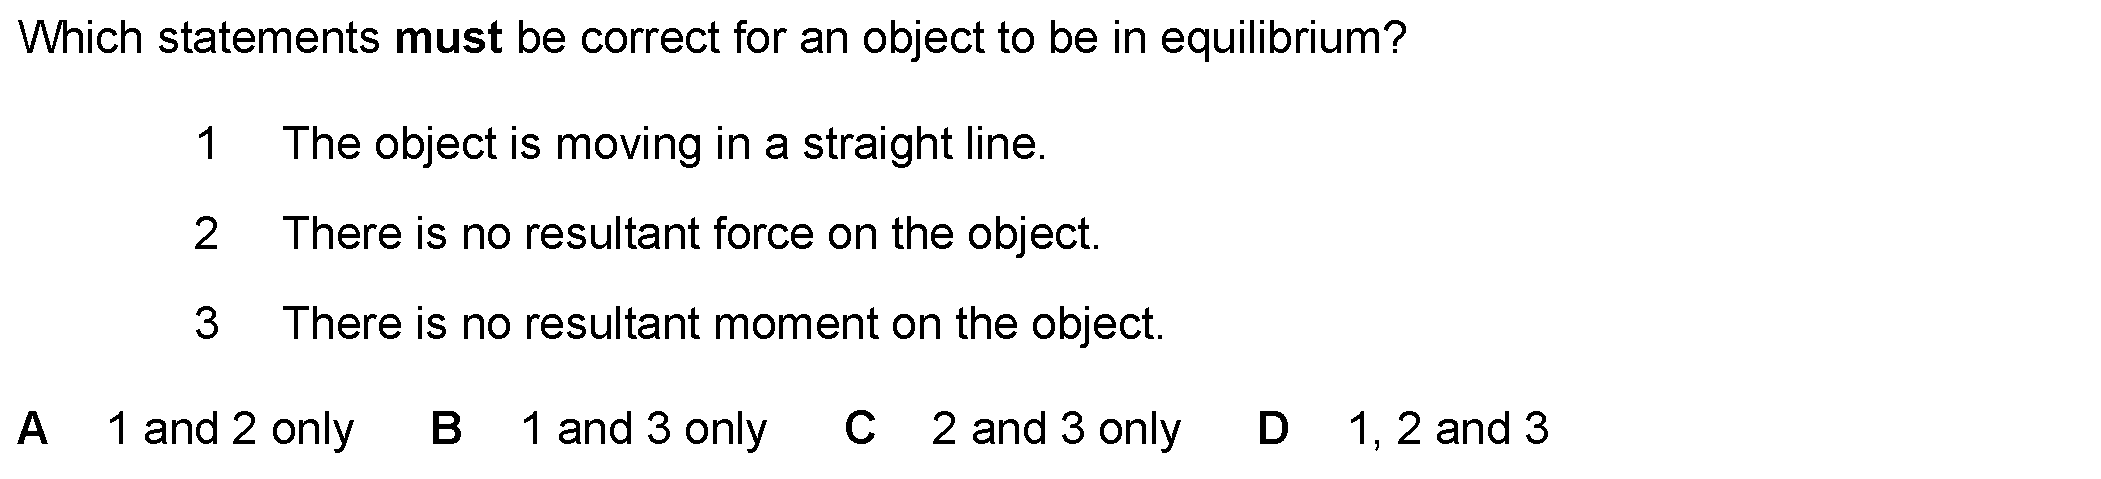 Which statements must be correct for an object to be in equilibrium?
1 The object is moving in a straight line.
2 There is no resultant force on the object.
3 There is no resultant moment on the object.
A 1 and 2 only B 1 and 3 only C 2 and 3 only D 1, 2 and 3